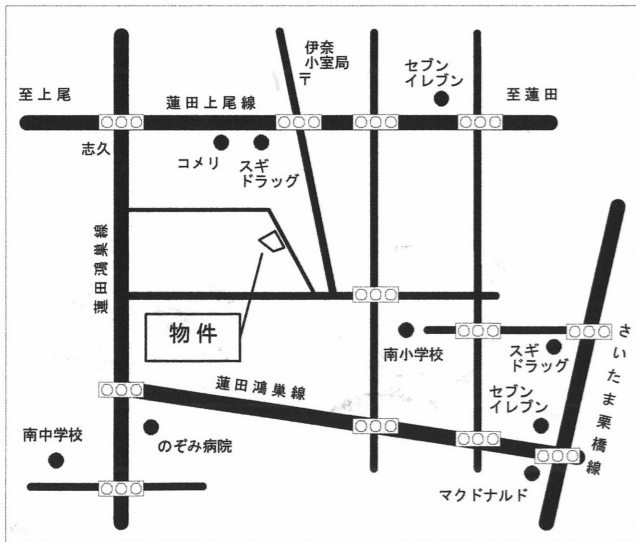 伊奈
小室局
〒
セブン
イレブン
至上尾
蓮田上尾線
至蓮田
志久
コメリ
スギ
ドラッグ
蓮田鴻巣線
物件
南小学校
スギ
ドラッグ
さいたま栗橋線
蓮田鴻巣線
セブン
イレブン
南中学校
のぞみ病院
マクドナルド